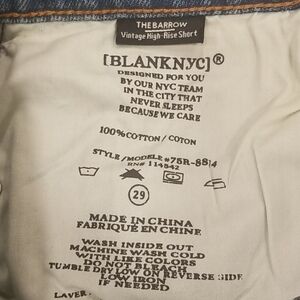 THE BARROW
Vintage High-Rise Short
[BLANKNYC]®
DESIGNED FOR YOU
BY OUR NYC TEAM
IN THE CITY THAT
NEVER SLEEPS
BECAUSE WE CARE
100% COTTON / COTON
STYLE / MODELE #75R-8814
RN# 114542
29
MADE IN CHINA
FABRIQUÉ EN CHINE
WASH INSIDE OUT
MACHINE WASH COLD
WITH LIKE COLORS
DO NOT BLEACH
TUMBLE DRY LOW ON REVERSE SIDE
LOW IRON
IF NEEDED
LAVER